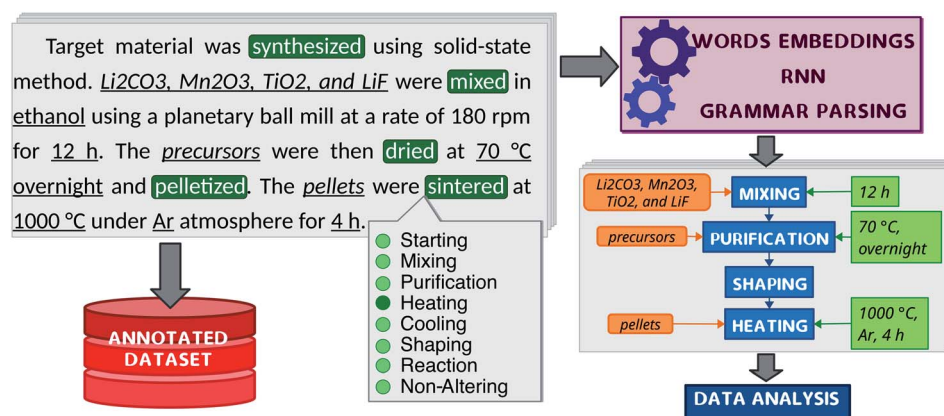 Target material was synthesized using solid-state
method. Li2CO3, Mn2O3, TiO2, and LiF were mixed in
ethanol using a planetary ball mill at a rate of 180 rpm
for 12 h. The precursors were then dried at 70 °C
overnight and pelletized. The pellets were sintered at
1000 °C under Ar atmosphere for 4 h.
Starting
Mixing
Purification
Heating
Cooling
Shaping
Reaction
Non-Altering
ANNOTATED
DATASET
WORDS EMBEDDINGS
RNN
GRAMMAR PARSING
Li2CO3, Mn2O3,
TiO2, and LiF
MIXING
12 h
precursors
PURIFICATION
70 °C,
overnight
SHAPING
pellets
HEATING
1000 °C,
Ar, 4 h
DATA ANALYSIS